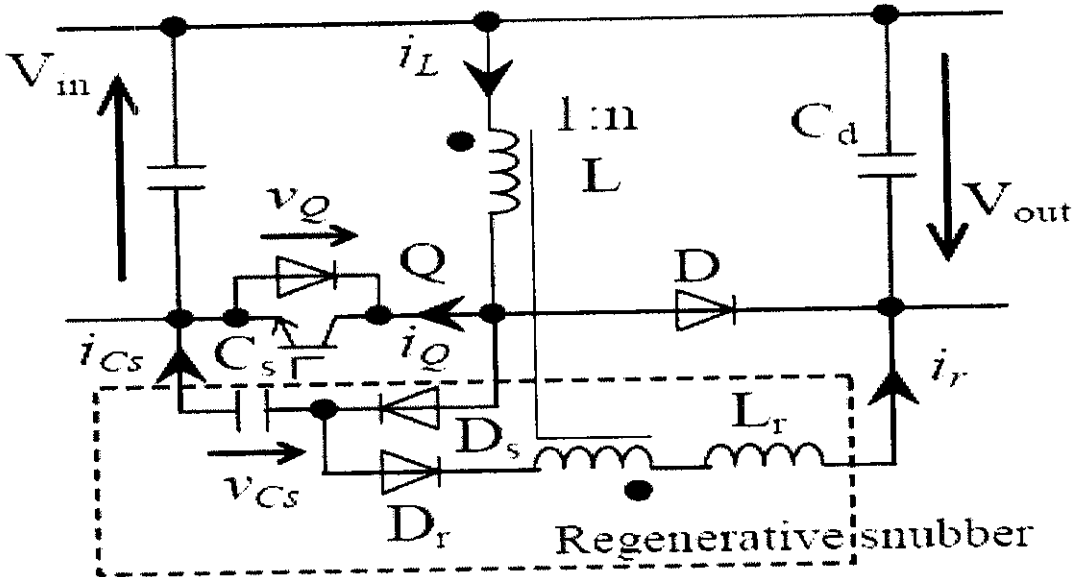 V_in
i_L
1:n
L
C_d
V_out
v_Q
Q
D
i_Cs
C_s
i_Q
i_r
D_s
L_r
v_Cs
D_r
Regenerative snubber